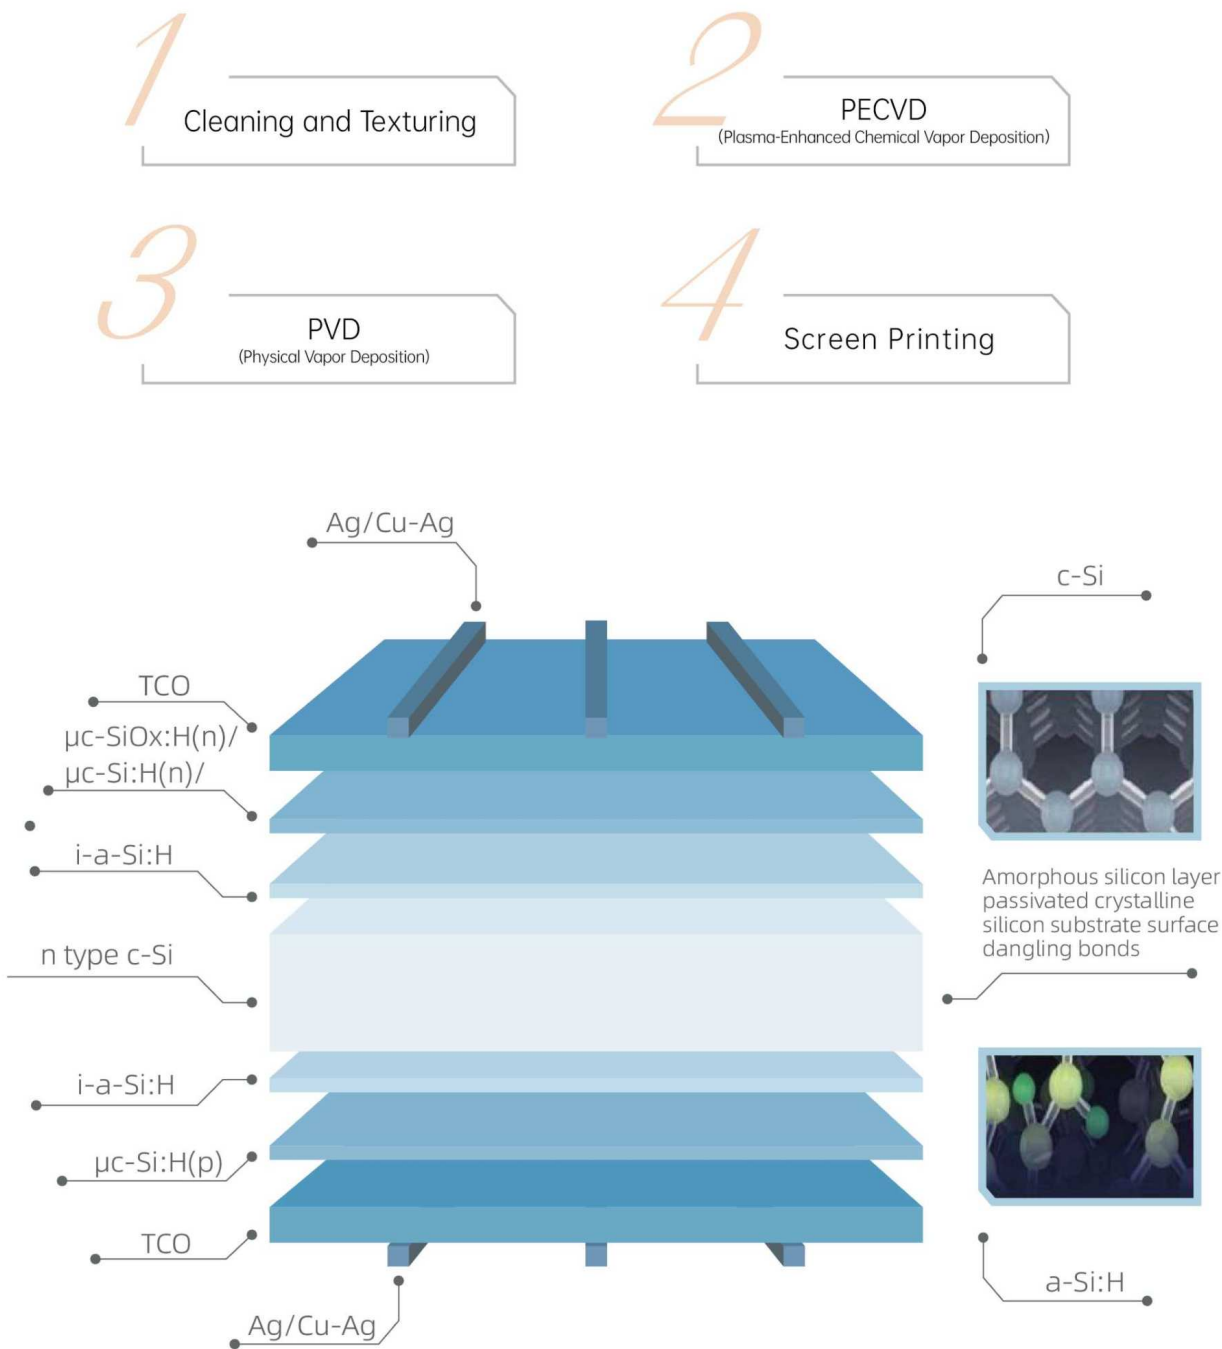 1
Cleaning and Texturing
2
PECVD
(Plasma-Enhanced Chemical Vapor Deposition)
3
PVD
(Physical Vapor Deposition)
4
Screen Printing
Ag/Cu-Ag
c-Si
TCO
μc-SiOx:H(n)/
μc-Si:H(n)/
i-a-Si:H
n type c-Si
i-a-Si:H
μc-Si:H(p)
TCO
Ag/Cu-Ag
Amorphous silicon layer
passivated crystalline
silicon substrate surface
dangling bonds
a-Si:H